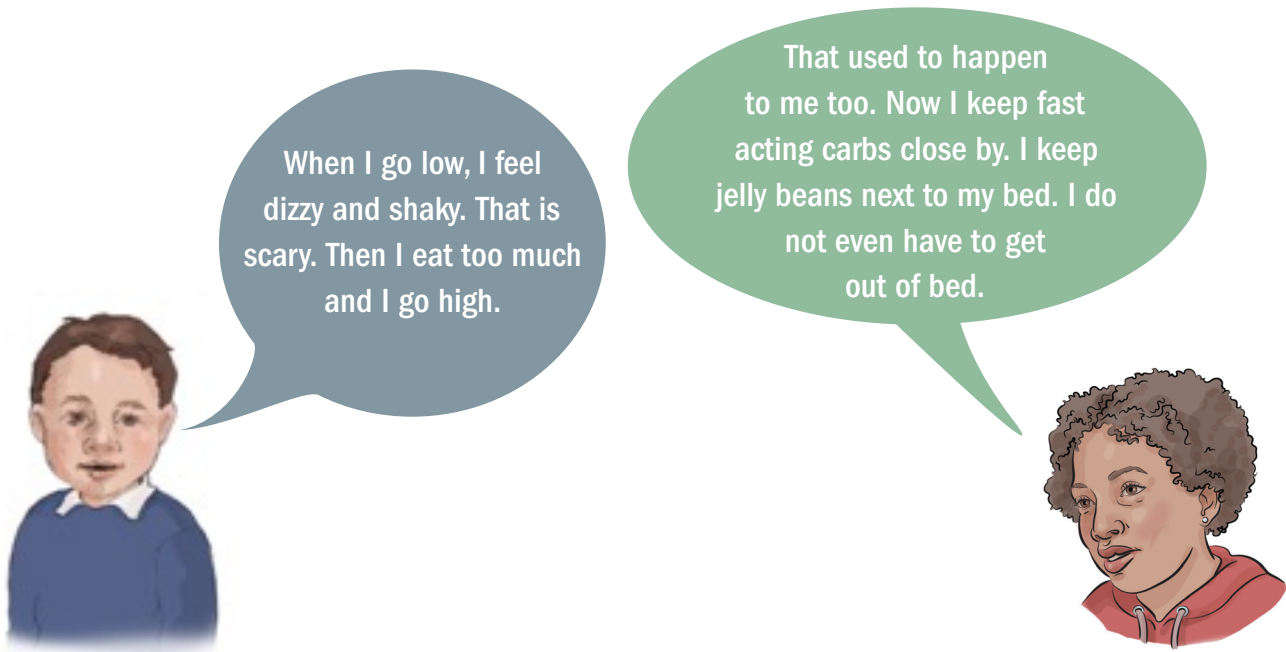 When I go low, I feel
dizzy and shaky. That is
scary. Then I eat too much
and I go high.
That used to happen
to me too. Now I keep fast
acting carbs close by. I keep
jelly beans next to my bed. I do
not even have to get
out of bed.